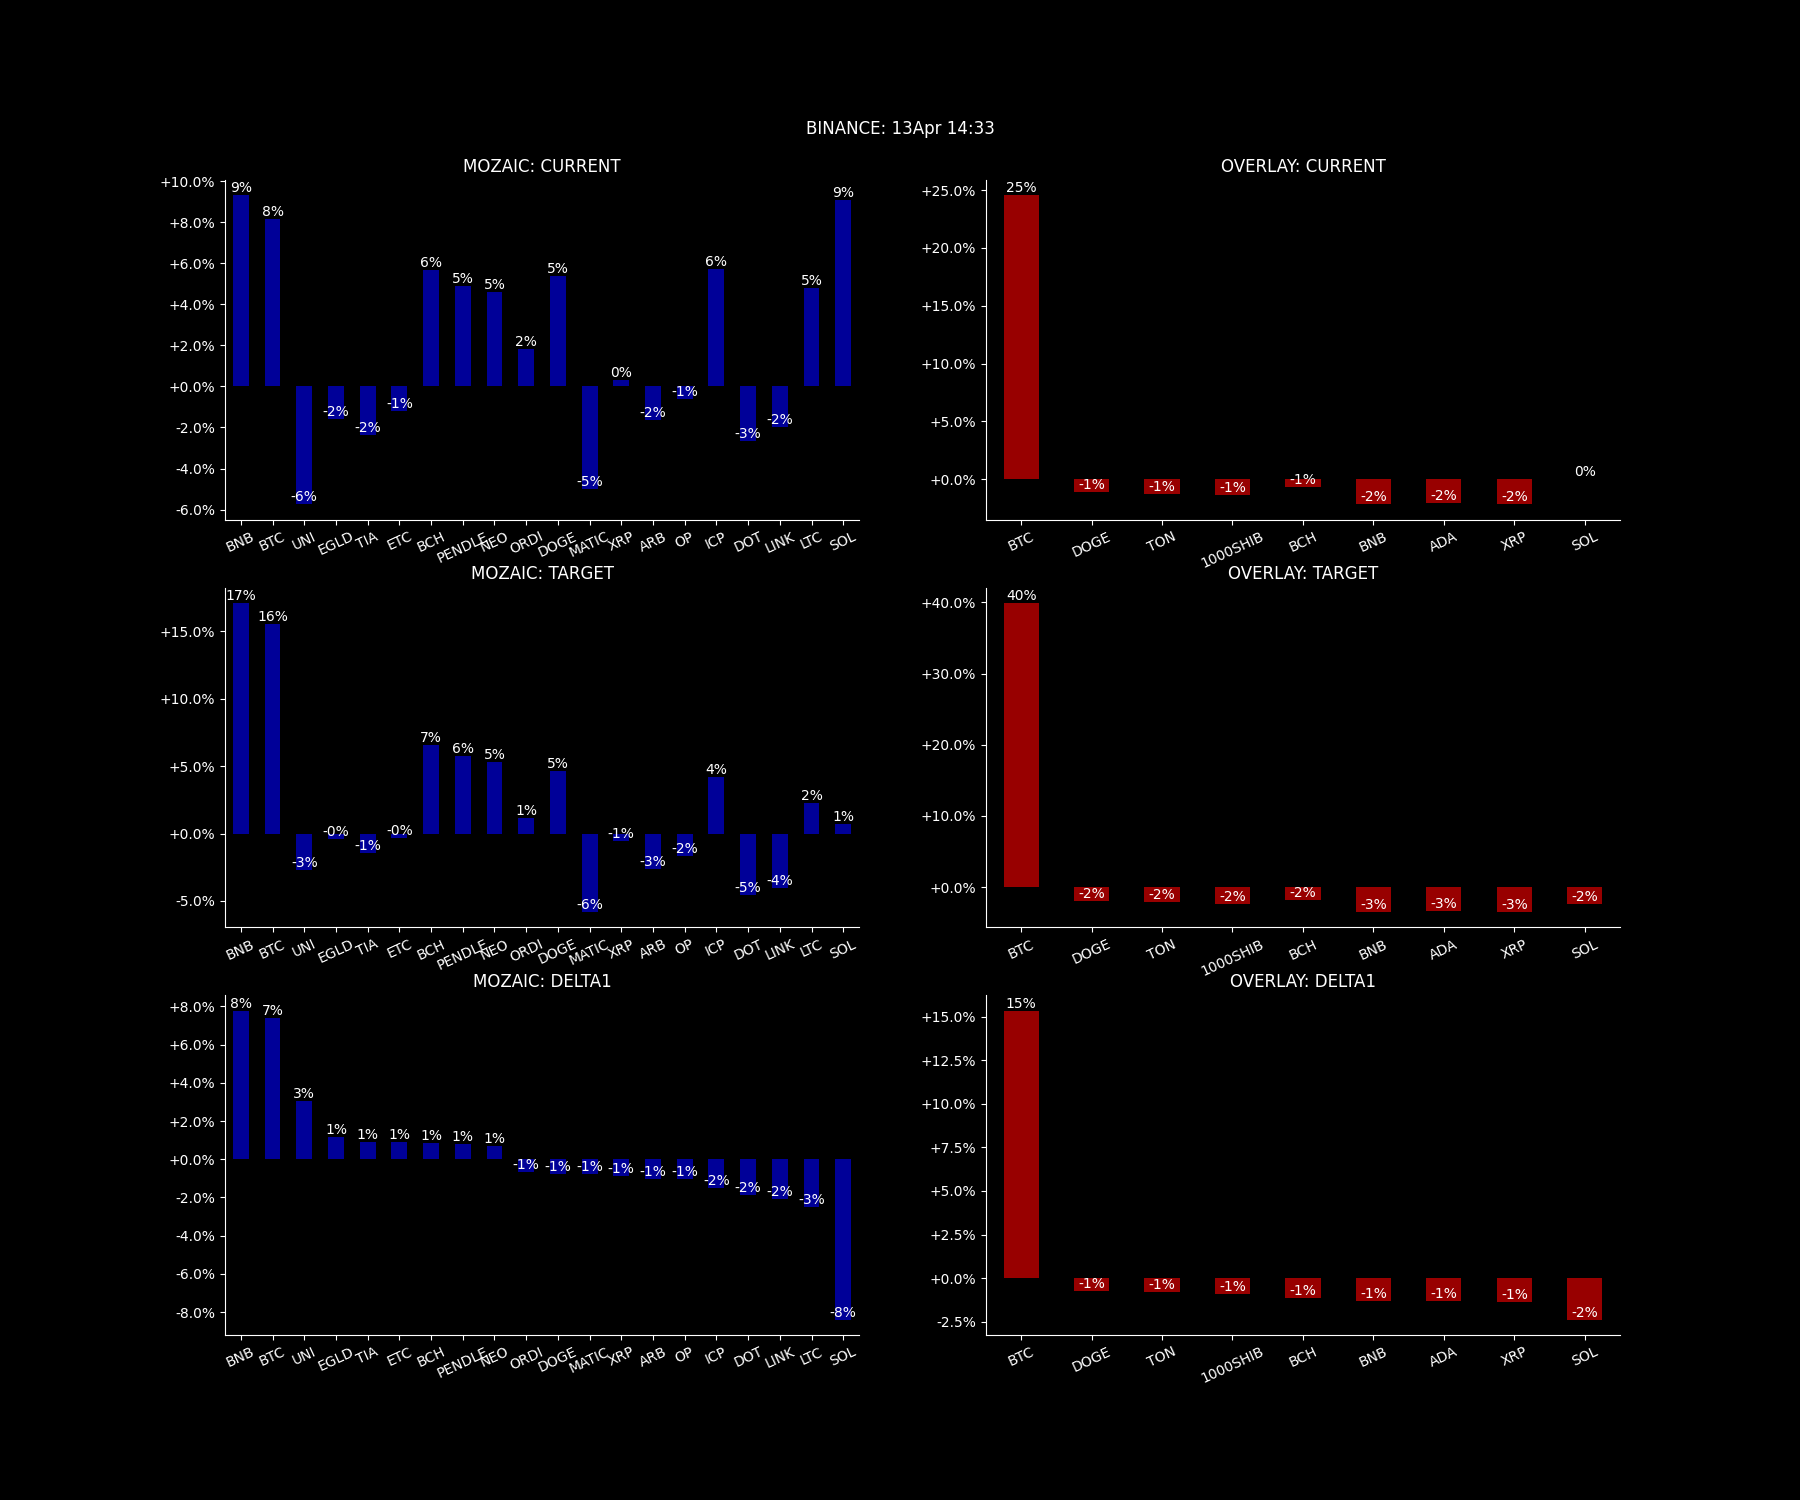 BINANCE: 13Apr 14:33
MOZAIC: CURRENT
+10.0%
+8.0%
+6.0%
+4.0%
+2.0%
+0.0%
-2.0%
-4.0%
-6.0%
9% 8% -6% -2% -2% -1% 6% 5% 5% 2% 5% -5% 0% -2% -1% 6% -3% -2% 5% 9%
BNB BTC UNI EGLD TIA ETC BCH PENDLE NEO ORDI DOGE MATIC XRP ARB OP ICP DOT LINK LTC SOL
OVERLAY: CURRENT
+25.0%
+20.0%
+15.0%
+10.0%
+5.0%
+0.0%
25% -1% -1% -1% -1% -2% -2% -2% 0%
BTC DOGE TON 1000SHIB BCH BNB ADA XRP SOL
MOZAIC: TARGET
+15.0%
+10.0%
+5.0%
+0.0%
-5.0%
17% 16% -3% -0% -1% -0% 7% 6% 5% 1% 5% -6% -1% -3% -2% 4% -5% -4% 2% 1%
BNB BTC UNI EGLD TIA ETC BCH PENDLE NEO ORDI DOGE MATIC XRP ARB OP ICP DOT LINK LTC SOL
OVERLAY: TARGET
+40.0%
+30.0%
+20.0%
+10.0%
+0.0%
40% -2% -2% -2% -2% -3% -3% -3% -2%
BTC DOGE TON 1000SHIB BCH BNB ADA XRP SOL
MOZAIC: DELTA1
+8.0%
+6.0%
+4.0%
+2.0%
+0.0%
-2.0%
-4.0%
-6.0%
-8.0%
8% 7% 3% 1% 1% 1% 1% 1% 1% -1% -1% -1% -1% -1% -1% -2% -2% -2% -3% -8%
BNB BTC UNI EGLD TIA ETC BCH PENDLE NEO ORDI DOGE MATIC XRP ARB OP ICP DOT LINK LTC SOL
OVERLAY: DELTA1
+15.0%
+12.5%
+10.0%
+7.5%
+5.0%
+2.5%
+0.0%
-2.5%
15% -1% -1% -1% -1% -1% -1% -1% -2%
BTC DOGE TON 1000SHIB BCH BNB ADA XRP SOL